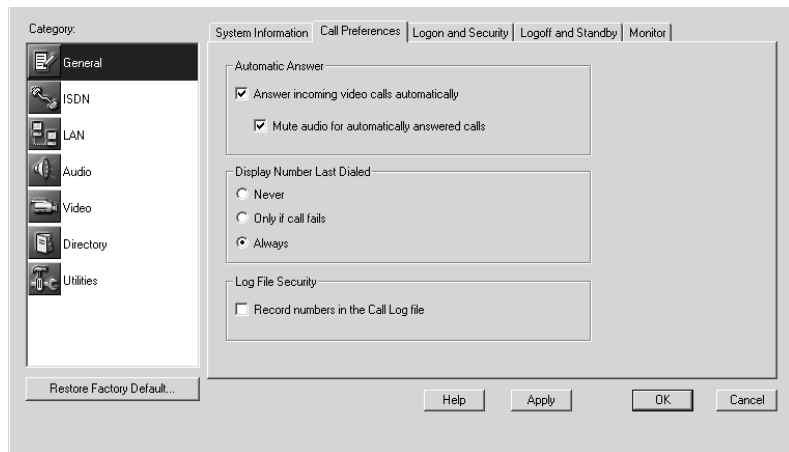 Category:
General
ISDN
LAN
Audio
Video
Directory
Utilities
Restore Factory Default...
System Information
Call Preferences
Logon and Security
Logoff and Standby
Monitor
Automatic Answer
Answer incoming video calls automatically
Mute audio for automatically answered calls
Display Number Last Dialed
Never
Only if call fails
Always
Log File Security
Record numbers in the Call Log file
Help
Apply
OK
Cancel